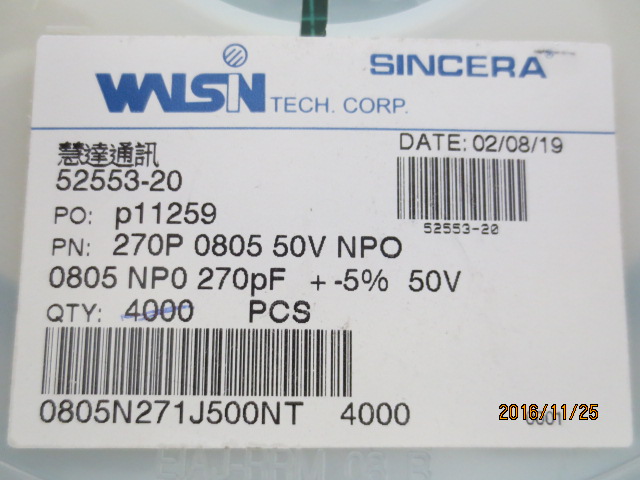 WALSIN TECH. CORP.
SINCERA
慧達通訊
DATE: 02/08/19
52553-20
52553-20
PO: p11259
PN: 270P 0805 50V NPO
0805 NP0 270pF + -5% 50V
QTY: 4000 PCS
0805N271J500NT 4000
2016/11/25